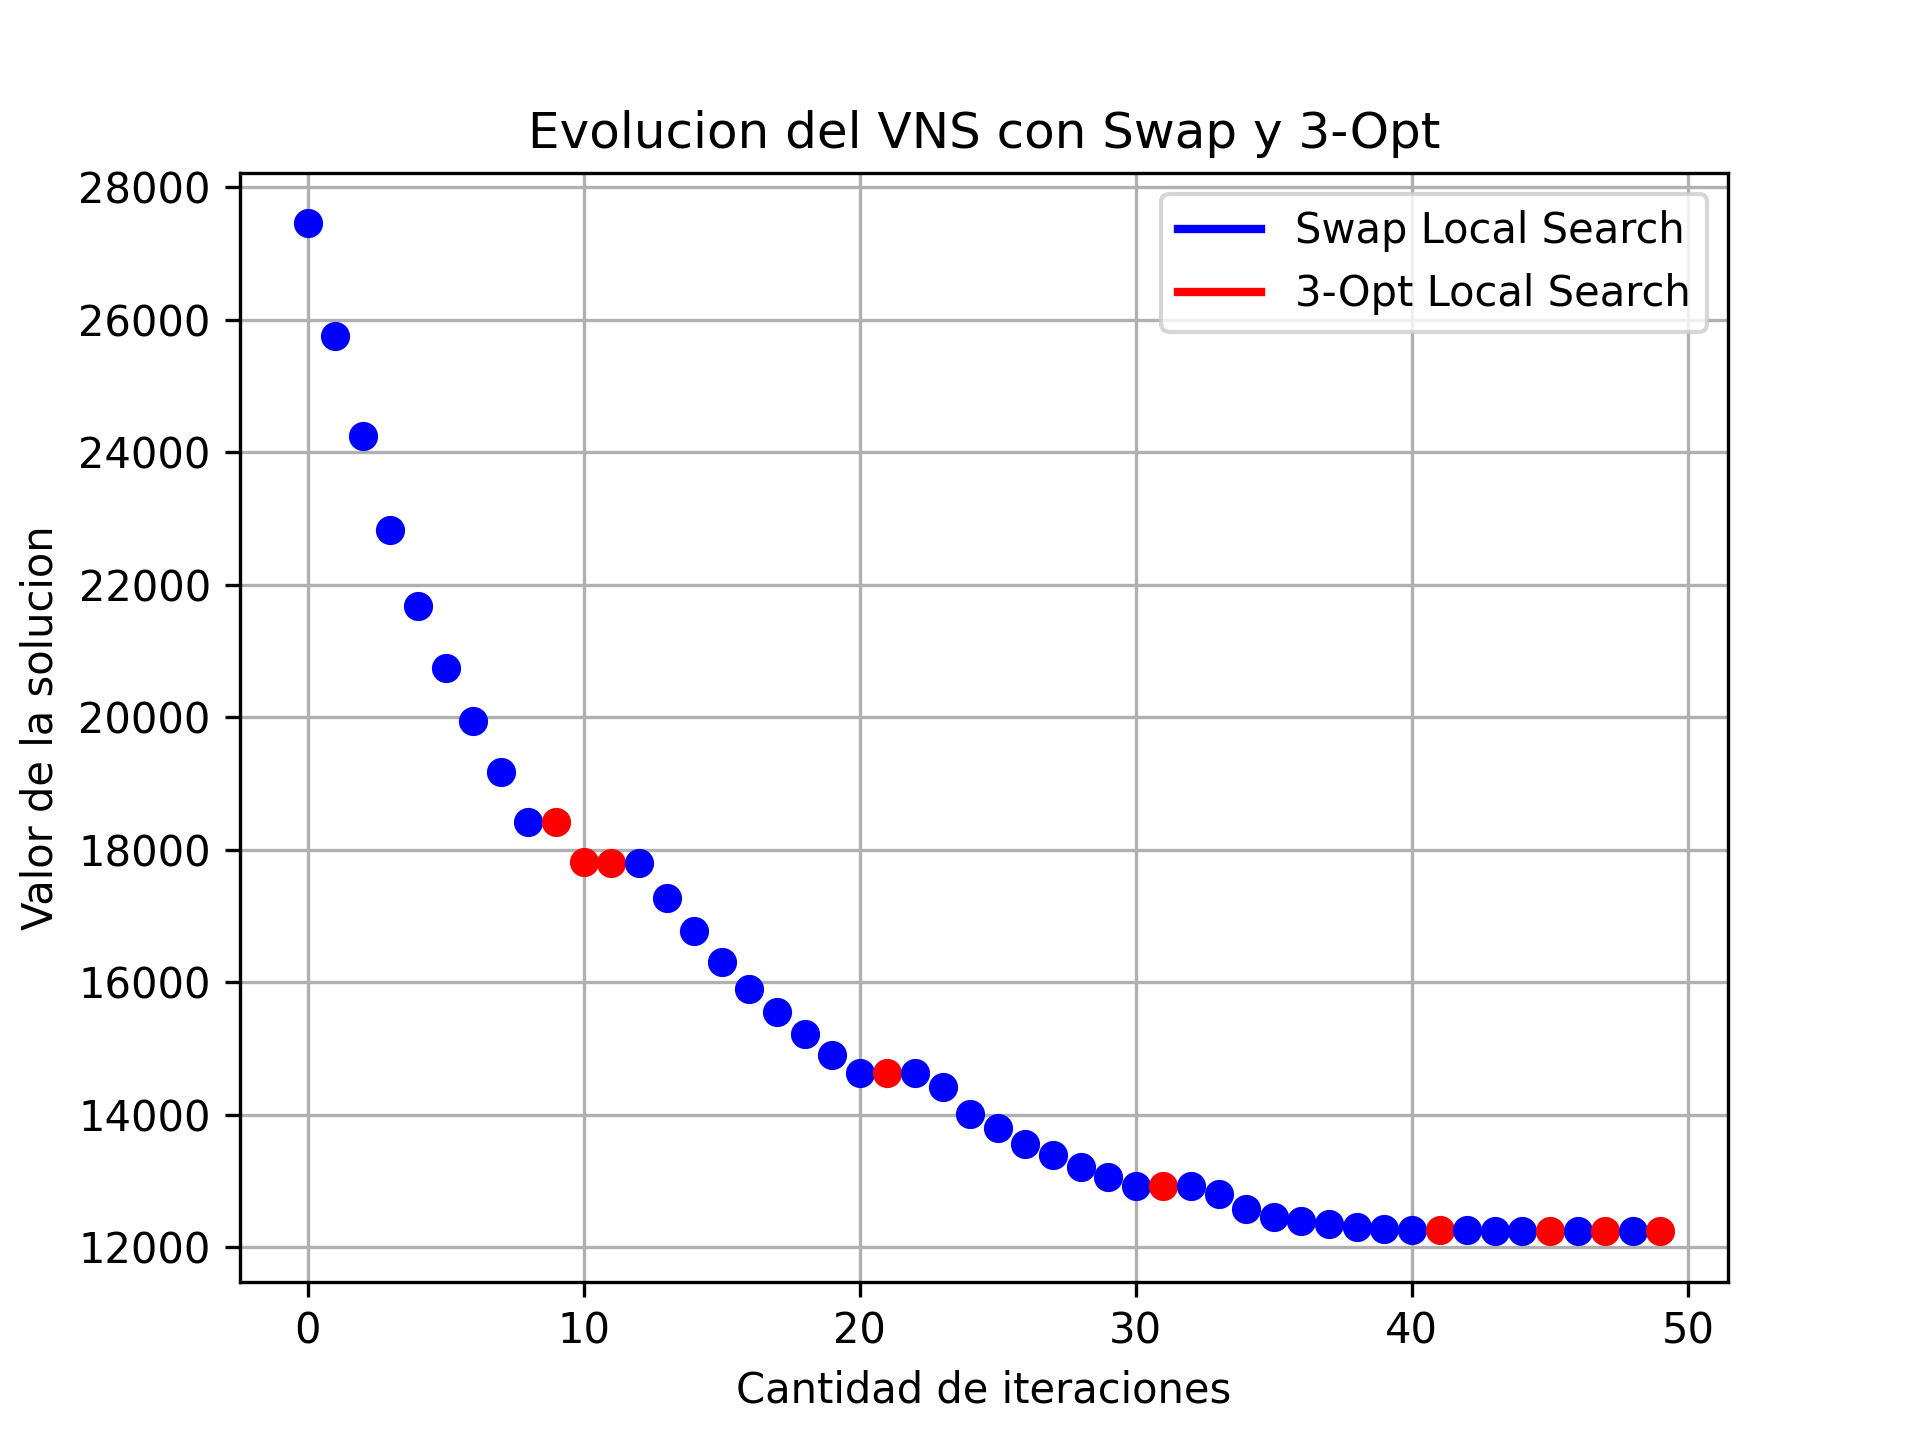 Evolucion del VNS con Swap y 3-Opt
Swap Local Search
3-Opt Local Search
Valor de la solucion
28000
26000
24000
22000
20000
18000
16000
14000
12000
0 10 20 30 40 50
Cantidad de iteraciones